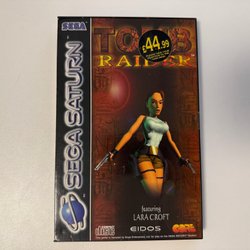 SEGA
TOMB
£44.99
RAIDER
SEGA SATURN
featuring
LARA CROFT
EIDOS
CORE